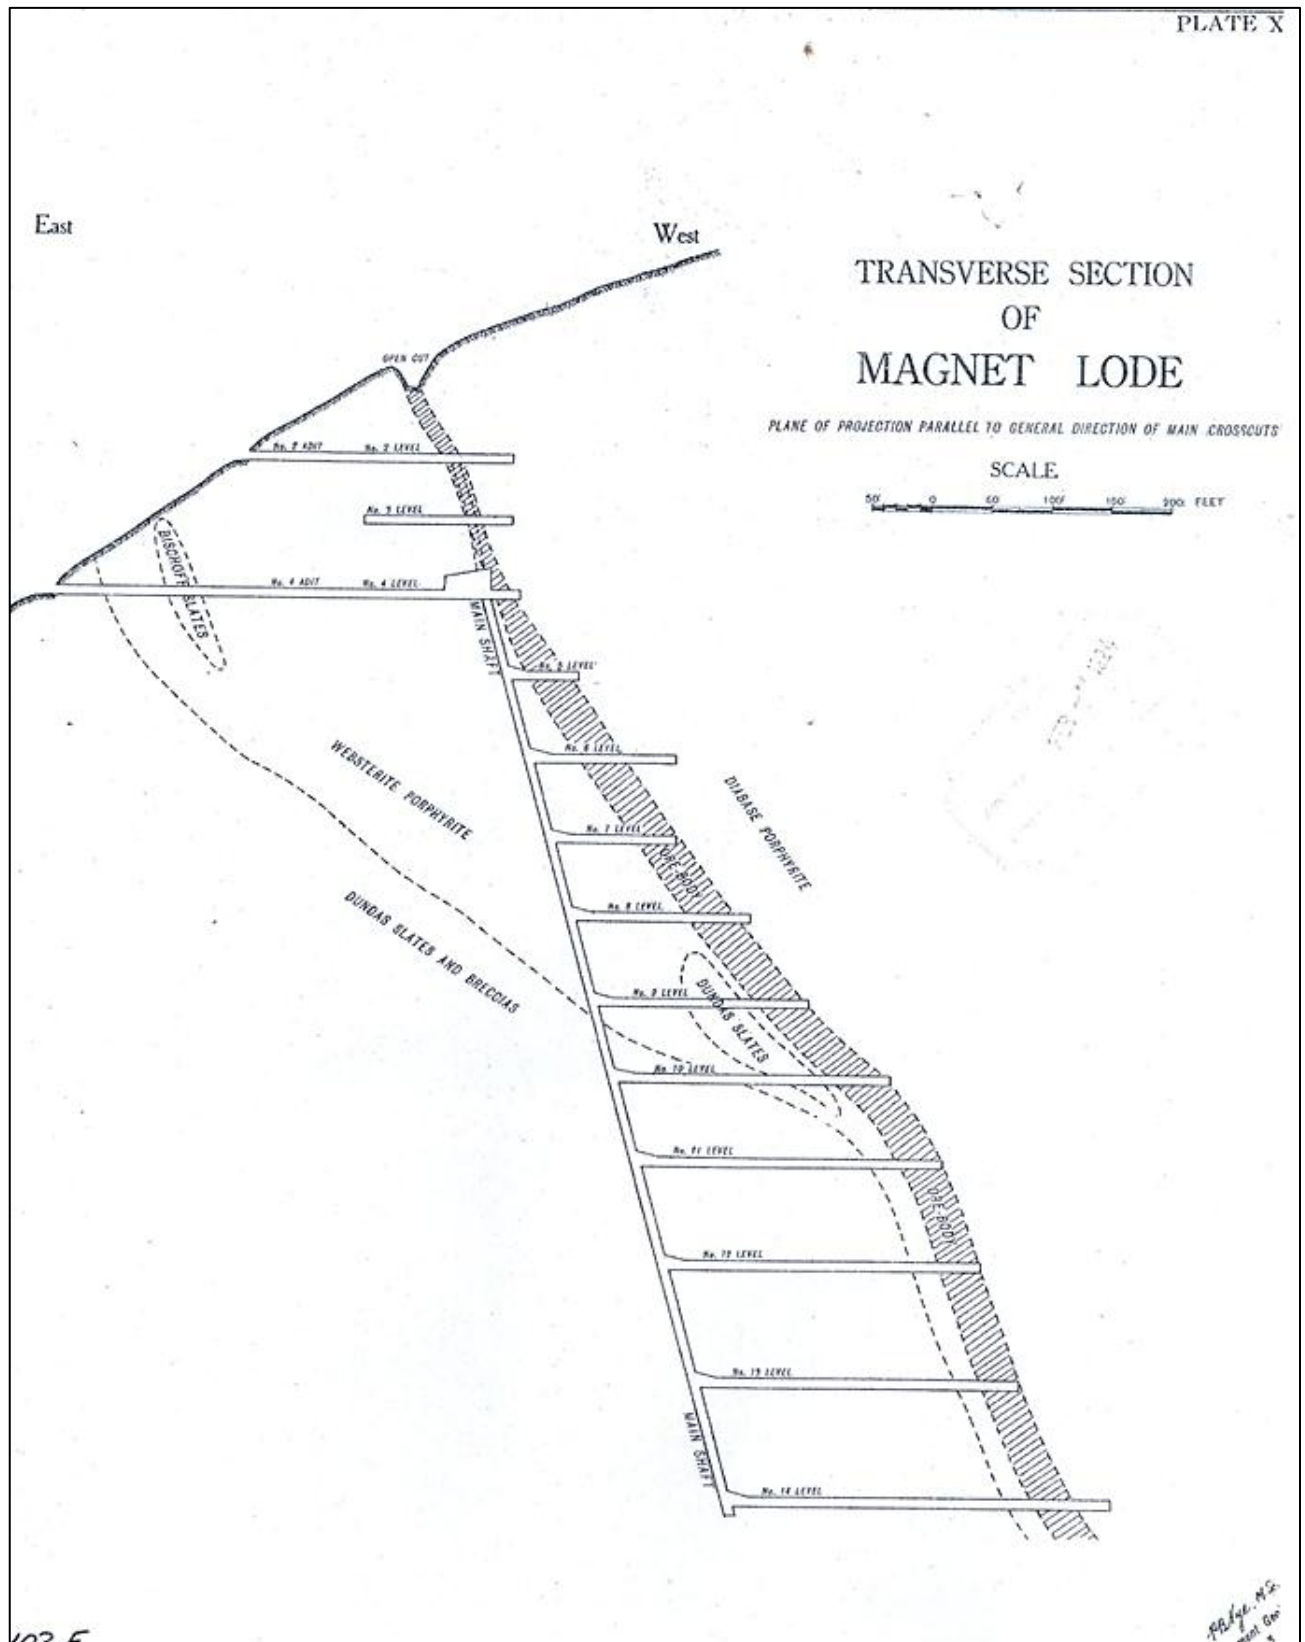 PLATE X
East
West
TRANSVERSE SECTION
OF
MAGNET LODE
PLANE OF PROJECTION PARALLEL TO GENERAL DIRECTION OF MAIN CROSSCUTS
SCALE
50' 0 50 100' 150' 200 FEET
OPEN CUT
No. 2 ADIT No. 2 LEVEL
No. 3 LEVEL
BISCHOFF SLATES
No. 4 ADIT No. 4 LEVEL
MAIN SHAFT
No. 5 LEVEL
No. 6 LEVEL
WEBSTERITE PORPHYRITE
DIABASE PORPHYRITE
No. 7 LEVEL
ORE-BODY
No. 8 LEVEL
DUNDAS SLATES AND BRECCIAS
No. 9 LEVEL
DUNDAS SLATES
No. 10 LEVEL
No. 11 LEVEL
ORE-BODY
No. 12 LEVEL
No. 13 LEVEL
MAIN SHAFT
No. 14 LEVEL